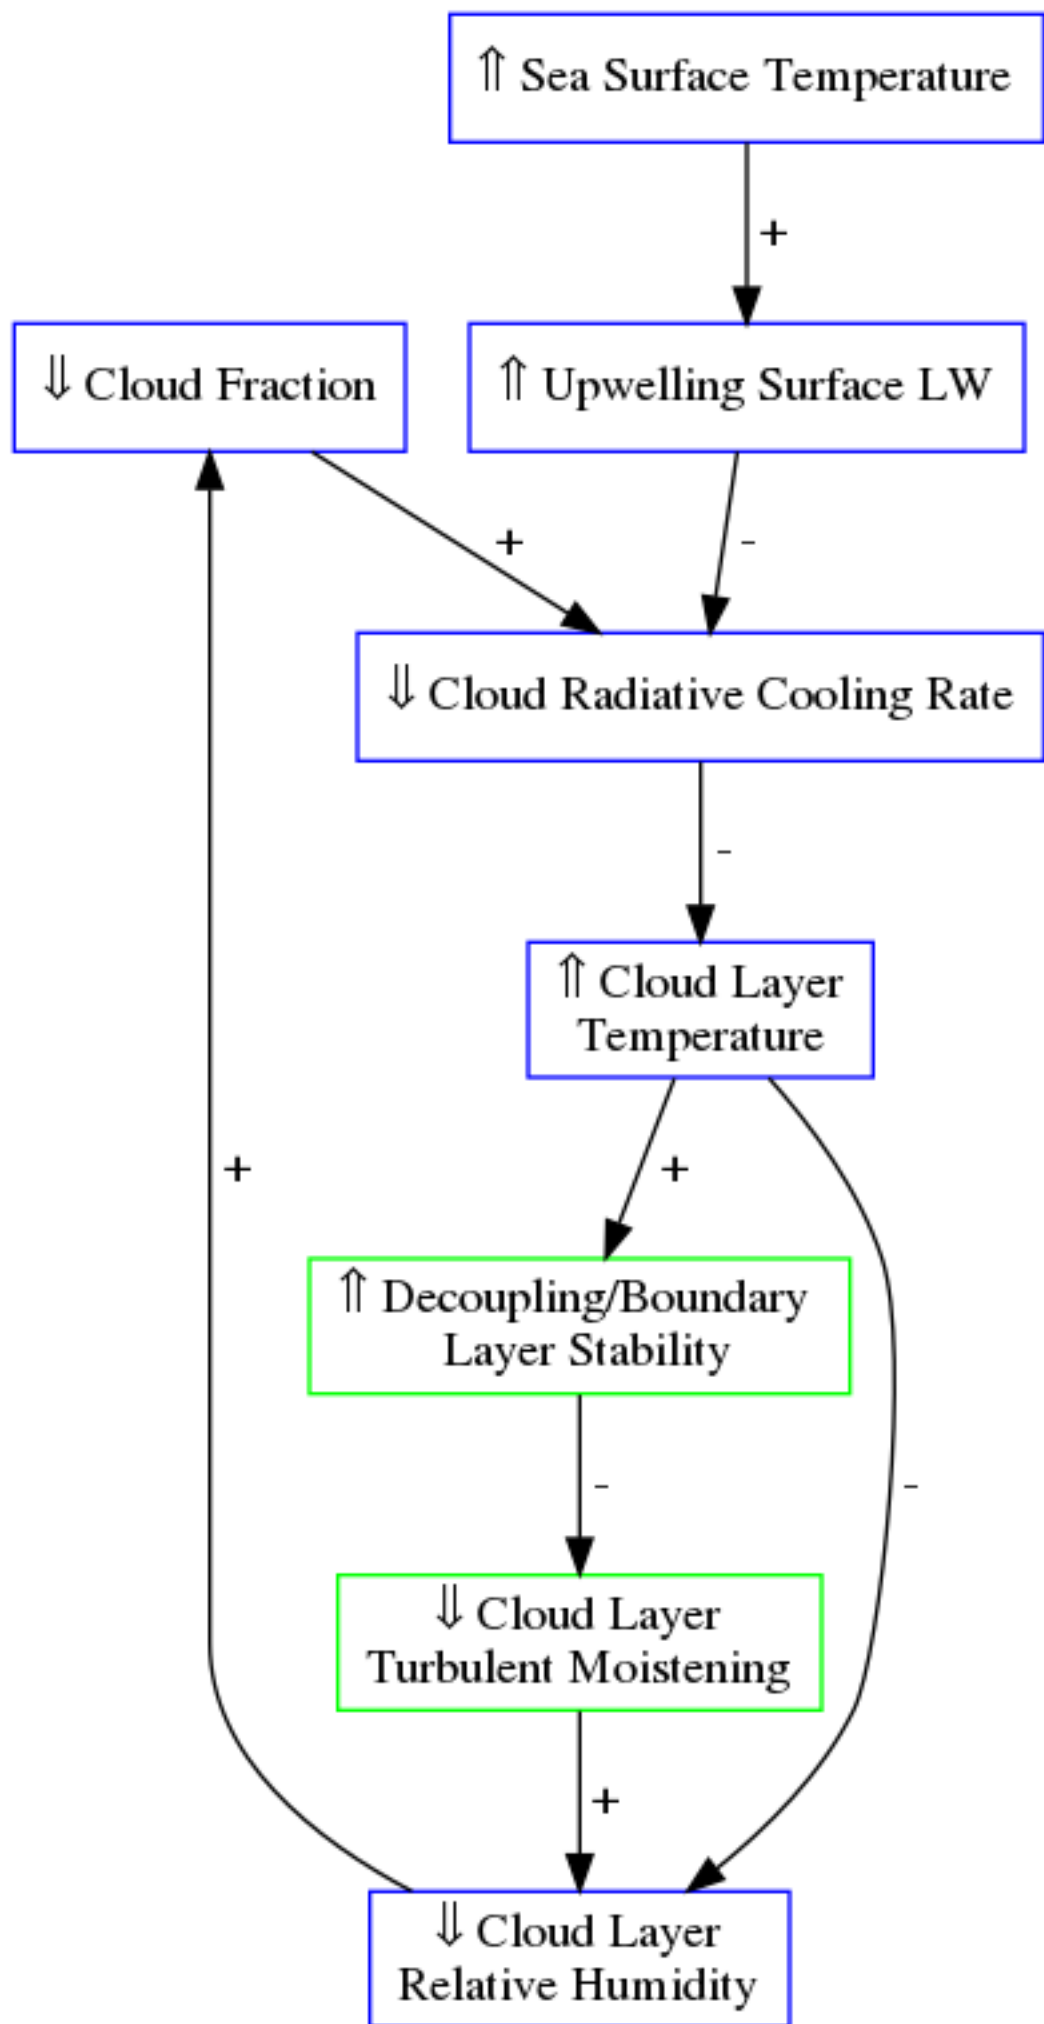 ⇑ Sea Surface Temperature
+
⇓ Cloud Fraction
⇑ Upwelling Surface LW
+
-
⇓ Cloud Radiative Cooling Rate
-
⇑ Cloud Layer
Temperature
+
+
⇑ Decoupling/Boundary
Layer Stability
-
-
⇓ Cloud Layer
Turbulent Moistening
+
⇓ Cloud Layer
Relative Humidity